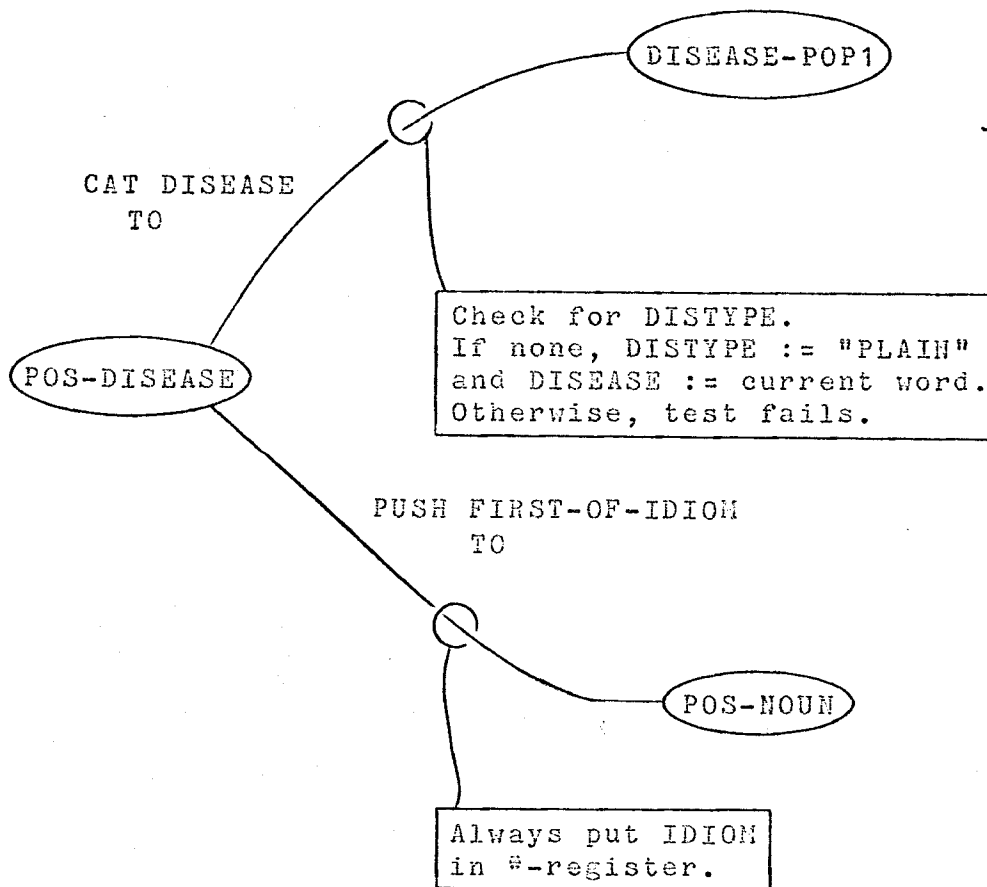 DISEASE-POP1
CAT DISEASE
TO
Check for DISTYPE.
If none, DISTYPE := "PLAIN"
and DISEASE := current word.
Otherwise, test fails.
POS-DISEASE
PUSH FIRST-OF-IDIOM
TO
POS-NOUN
Always put IDIOM
in *-register.